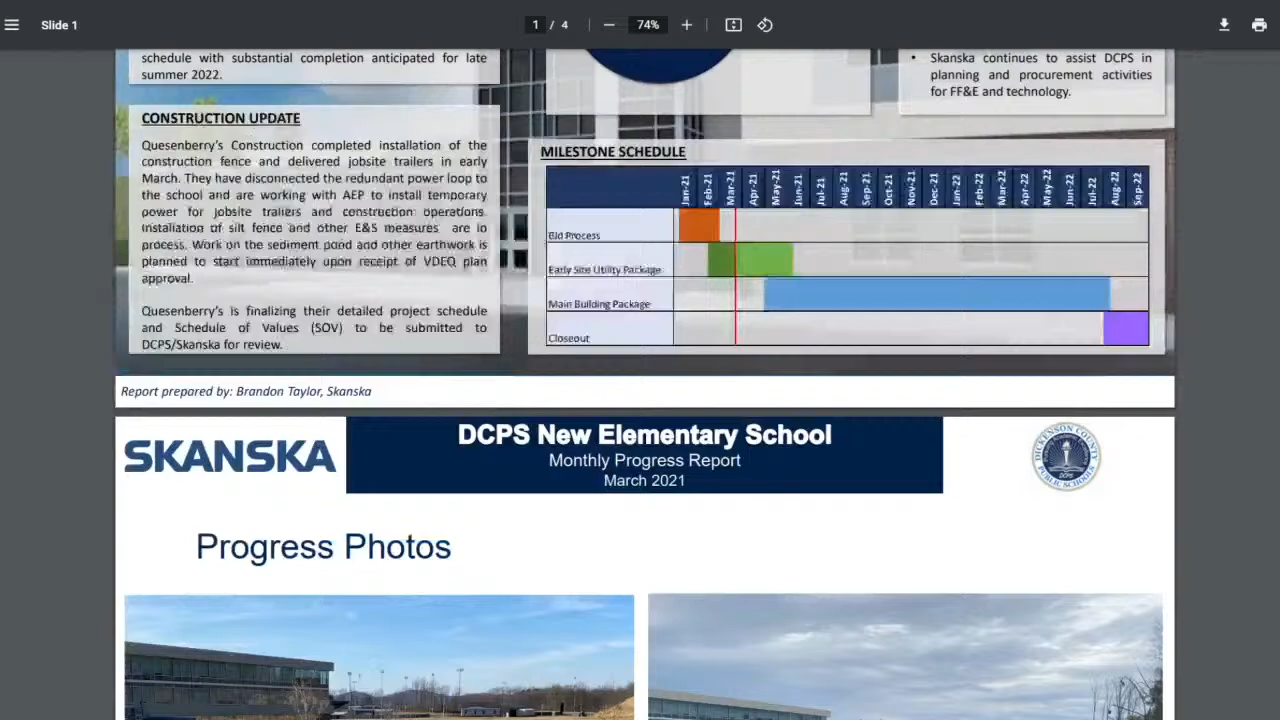 Slide 1
1 / 4
74%
schedule with substantial completion anticipated for late
summer 2022.
• Skanska continues to assist DCPS in
planning and procurement activities
for FF&E and technology.
CONSTRUCTION UPDATE
Quesenberry's Construction completed installation of the
construction fence and delivered jobsite trailers in early
March. They have disconnected the redundant power loop to
the school and are working with AEP to install temporary
power for jobsite trailers and construction operations.
Installation of silt fence and other E&S measures are in
process. Work on the sediment pond and other earthwork is
planned to start immediately upon receipt of VDEQ plan
approval.
Quesenberry's is finalizing their detailed project schedule
and Schedule of Values (SOV) to be submitted to
DCPS/Skanska for review.
MILESTONE SCHEDULE
Jan-21 Feb-21 Mar-21 Apr-21 May-21 Jun-21 Jul-21 Aug-21 Sep-21 Oct-21 Nov-21 Dec-21 Jan-22 Feb-22 Mar-22 Apr-22 May-22 Jun-22 Jul-22 Aug-22 Sep-22
Bid Process
Early Site Utility Package
Main Building Package
Closeout
Report prepared by: Brandon Taylor, Skanska
SKANSKA
DCPS New Elementary School
Monthly Progress Report
March 2021
DICKENSON COUNTY
PUBLIC SCHOOLS
DCPS
Progress Photos